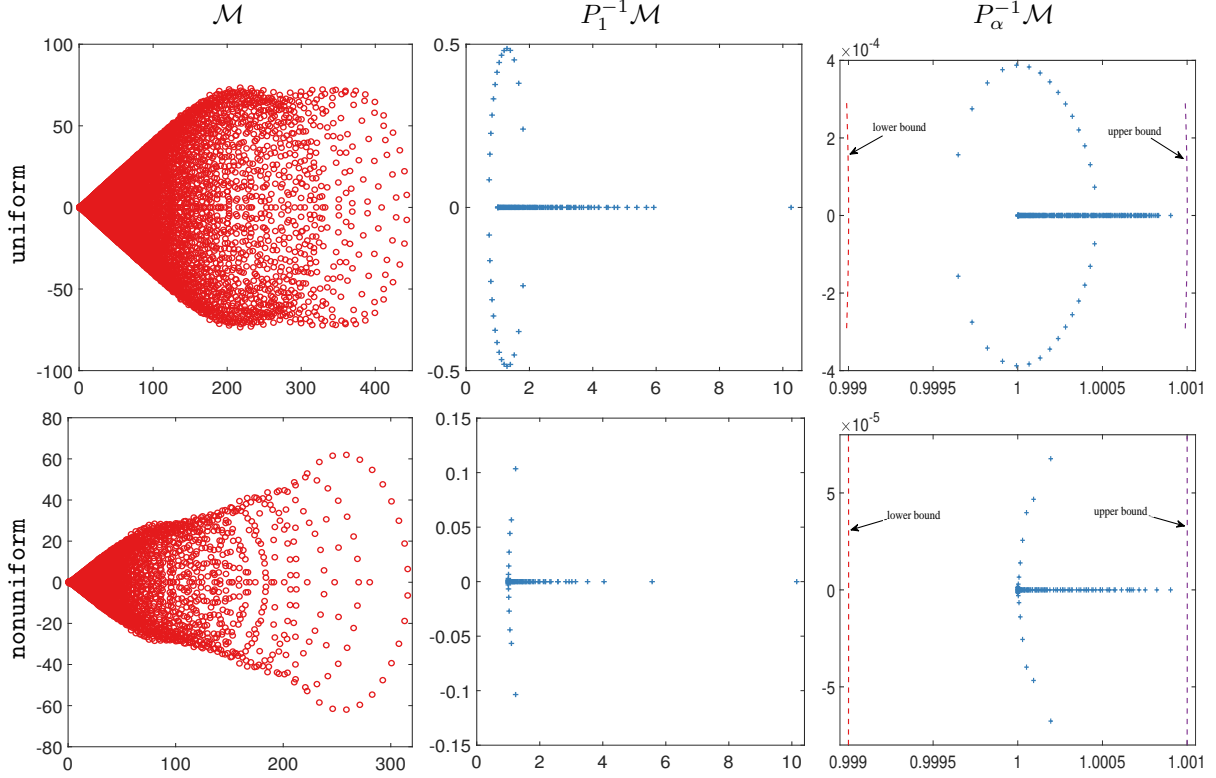 M P₁⁻¹M P_α⁻¹M
uniform
100
50
0
-50
-100
0 100 200 300 400
0.5
0
-0.5
0 2 4 6 8 10
×10⁻⁴
4
2
0
-2
-4
lower bound
upper bound
0.999 0.9995 1 1.0005 1.001
nonuniform
80
60
40
20
0
-20
-40
-60
-80
0 100 200 300
0.15
0.1
0.05
0
-0.05
-0.1
-0.15
0 2 4 6 8 10
×10⁻⁵
5
0
-5
lower bound
upper bound
0.999 0.9995 1 1.0005 1.001